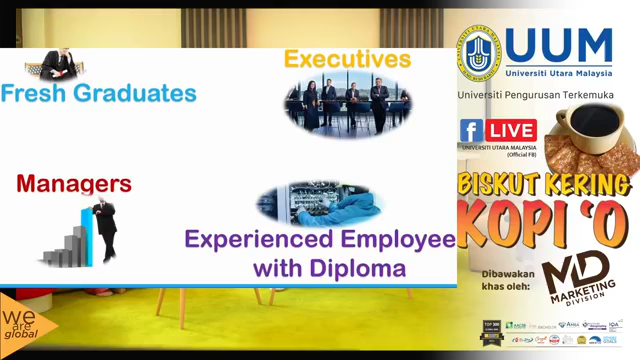 Executives
Fresh Graduates
Managers
Experienced Employee
with Diploma
UUM
Universiti Utara Malaysia
Universiti Pengurusan Terkemuka
f LIVE
UNIVERSITI UTARA MALAYSIA
(Official FB)
BISKUT KERING
KOPI ‘O
Dibawakan
khas oleh:
MD
MARKETING
DIVISION
we
are
global